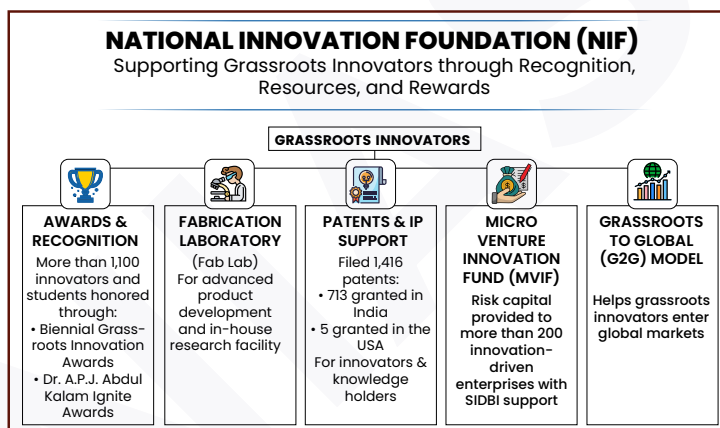 NATIONAL INNOVATION FOUNDATION (NIF)
Supporting Grassroots Innovators through Recognition,
Resources, and Rewards
GRASSROOTS INNOVATORS
AWARDS &
RECOGNITION
More than 1,100
innovators and
students honored
through:
• Biennial Grass-
roots Innovation
Awards
• Dr. A.P.J. Abdul
Kalam Ignite
Awards
FABRICATION
LABORATORY
(Fab Lab)
For advanced
product
development
and in-house
research facility
PATENTS & IP
SUPPORT
Filed 1,416
patents:
• 713 granted in
India
• 5 granted in the
USA
For innovators &
knowledge
holders
MICRO
VENTURE
INNOVATION
FUND (MVIF)
Risk capital
provided to
more than 200
innovation-
driven
enterprises with
SIDBI support
GRASSROOTS
TO GLOBAL
(G2G) MODEL
Helps grassroots
innovators enter
global markets